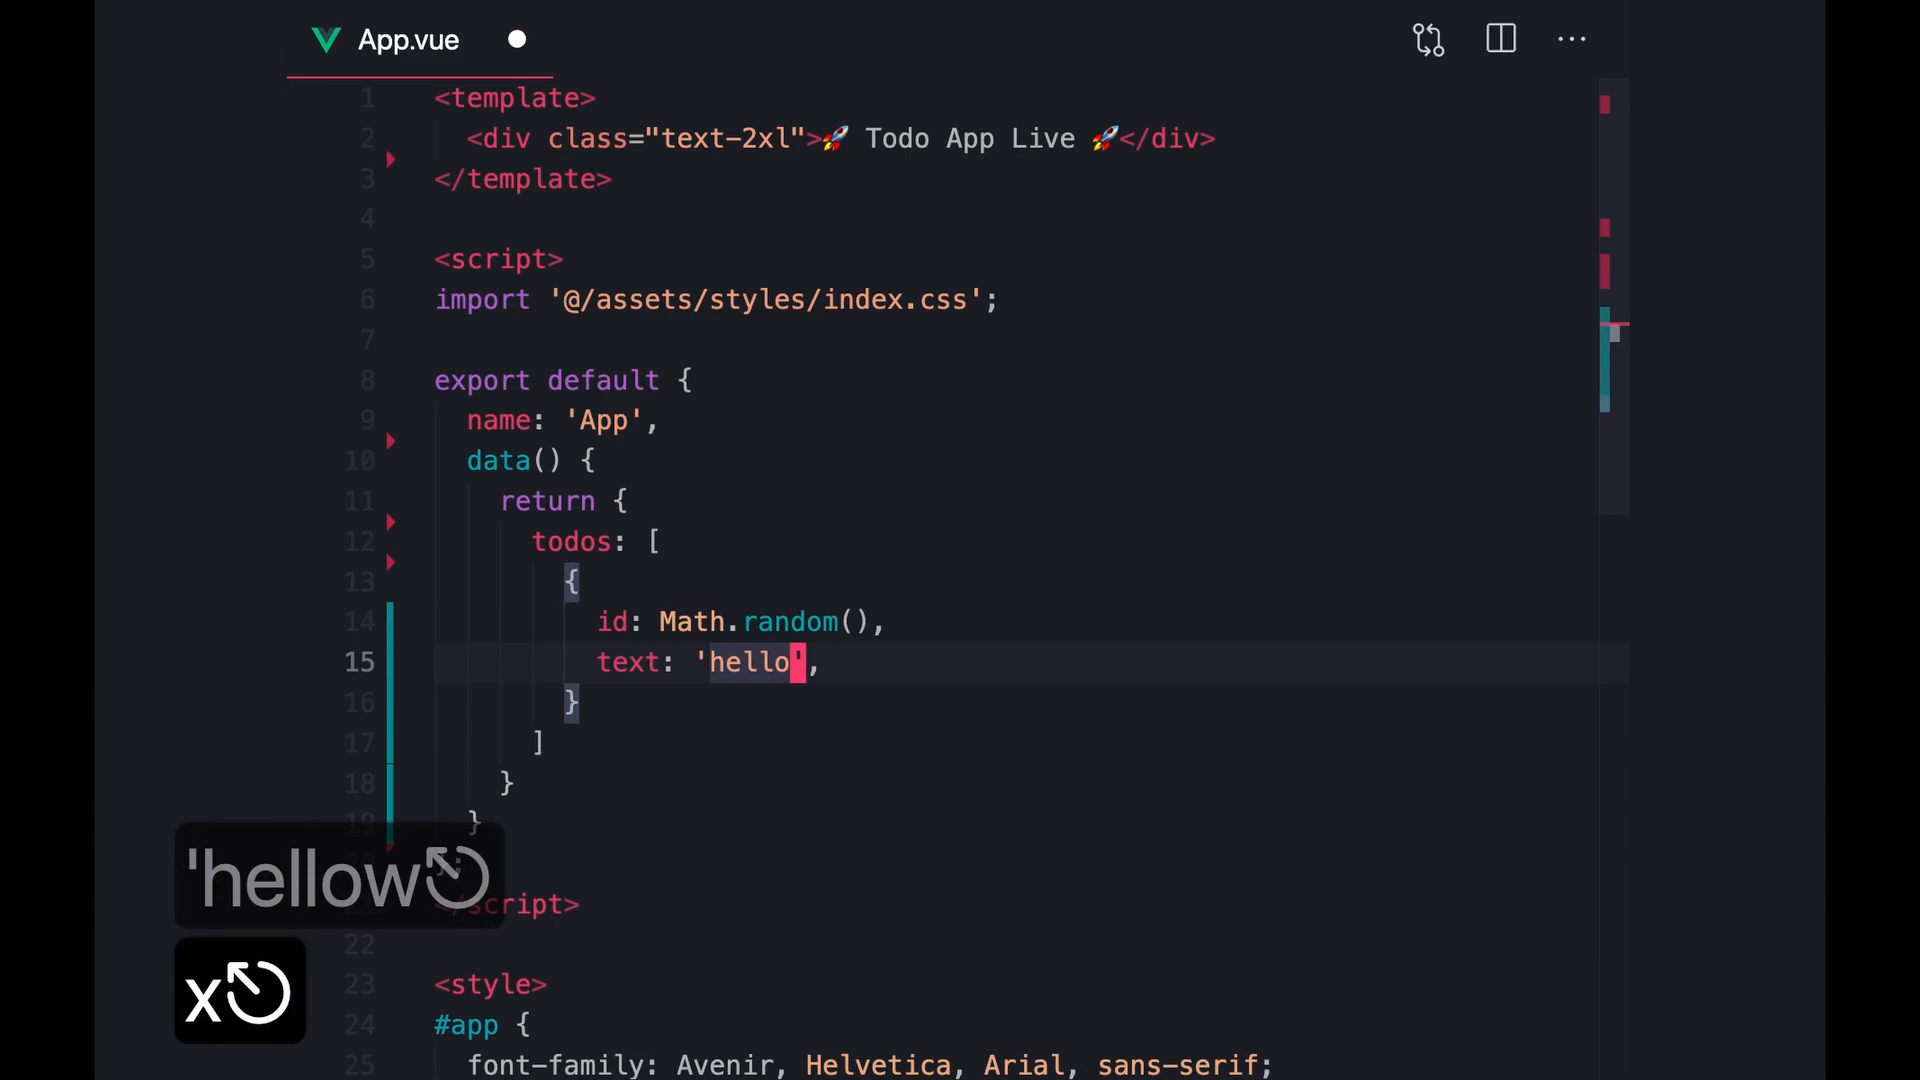 App.vue
1 <template>
2 <div class="text-2xl">🚀 Todo App Live 🚀</div>
3 </template>
4
5 <script>
6 import '@/assets/styles/index.css';
7
8 export default {
9 name: 'App',
10 data() {
11 return {
12 todos: [
13 {
14 id: Math.random(),
15 text: 'hello',
16 }
17 ]
18 }
19 }
};
</script>
22
23 <style>
24 #app {
25 font-family: Avenir, Helvetica, Arial, sans-serif;
'hellow
x